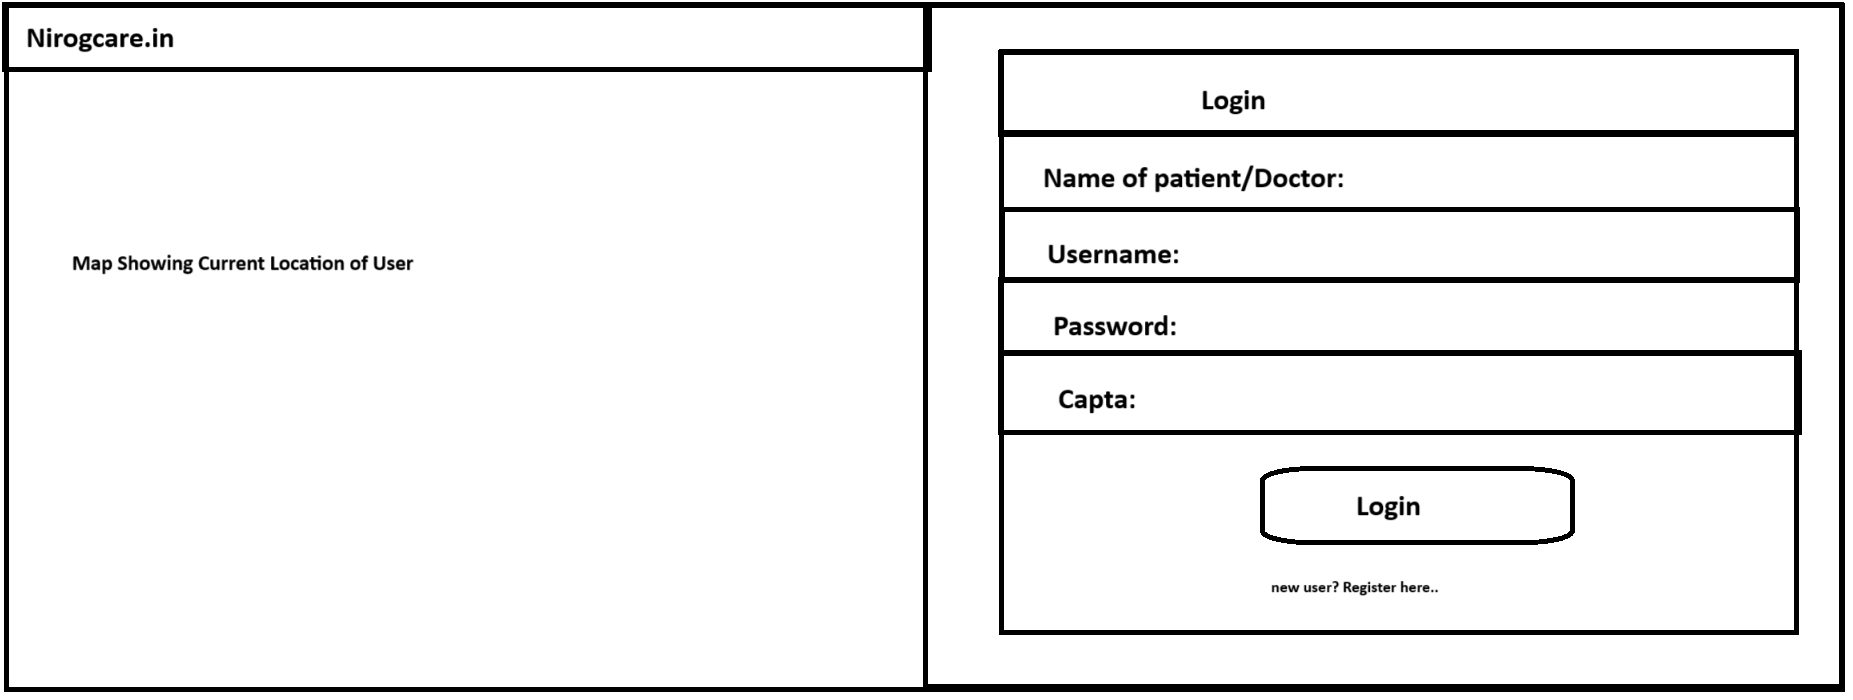 Nirogcare.in
Map Showing Current Location of User
Login
Name of patient/Doctor:
Username:
Password:
Capta:
Login
new user? Register here..